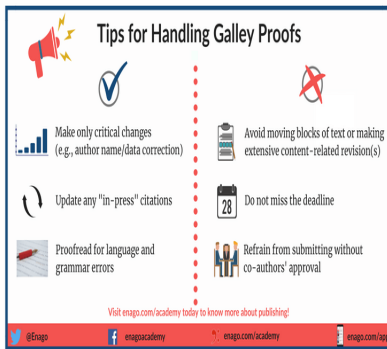 Tips for Handling Galley Proofs
Make only critical changes
(e.g., author name/data correction)
Update any "in-press" citations
Proofread for language and
grammar errors
Avoid moving blocks of text or making
extensive content-related revision(s)
28
Do not miss the deadline
Refrain from submitting without
co-authors' approval
Visit enago.com/academy today to know more about publishing!
@Enago
enagoacademy
enago.com/academy
enago.com/app